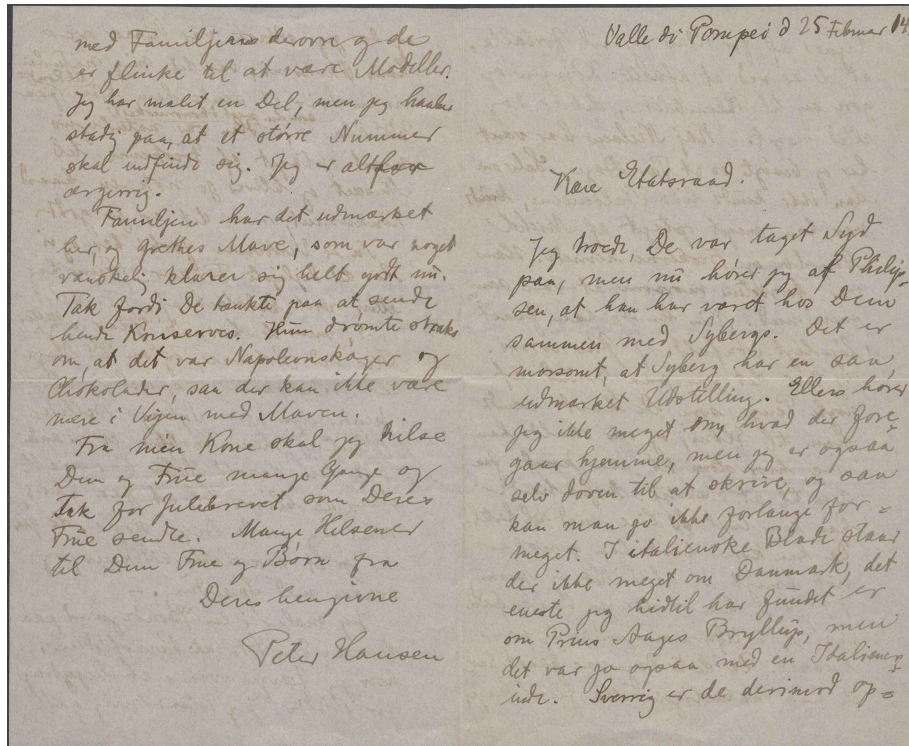 Valle di Pompei d 25 Februar 14
Kære Etatsraad.
Jeg troede, De var taget Syd
paa, men nu hører jeg af Philip-
sen, at han har været hos Dem
sammen med Sybergs. Det er
morsomt, at Syberg har en saa
udmærket Udstilling. Ellers hører
jeg ikke meget om, hvad der fore-
gaar hjemme, men jeg er ogsaa
selv doven til at skrive, og saa
kan man jo ikke forlange for =
meget. I italienske Blade staar
der ikke meget om Danmark, det
eneste jeg hidtil har fundet er
om Prins Aages Bryllup, men
det var jo ogsaa med en Italiener-
inde. Sverrig er de derimod op=
med Familjerne derovre og de
er flinke til at være Modeller.
Jeg har malet en Del, men jeg haaber
stadig paa, at et større Nummer
skal indfinde sig. Jeg er altfor
ærgjerrig.
Familjen har det udmærket
her, og Grethes Mave, som var noget
vanskelig klarer sig helt godt nu.
Tak fordi De tænkte paa at sende
hende Konserves. Hun drømte straks
om, at det var Napoleonskager og
Chokolader, saa der kan ikke være
mere i Vejen med Maven.
Fra min Kone skal jeg hilse
Dem og Frue mange Gange og
Tak for Julebrevet som Deres
Frue sendte. Mange Hilsener
til Dem Frue og Børn fra
Deres hengivne
Peter Hansen